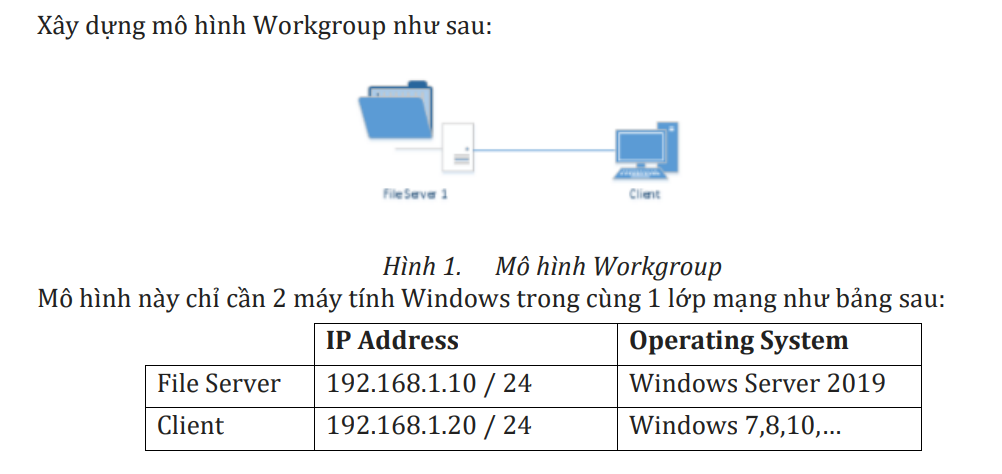 Xây dựng mô hình Workgroup như sau:
File Server 1
Client
Hình 1. Mô hình Workgroup
Mô hình này chỉ cần 2 máy tính Windows trong cùng 1 lớp mạng như bảng sau:
IP Address Operating System
File Server 192.168.1.10 / 24 Windows Server 2019
Client 192.168.1.20 / 24 Windows 7,8,10,...